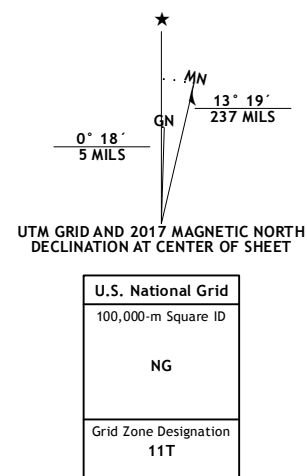 ★
MN
GN
13° 19´
237 MILS
0° 18´
5 MILS
UTM GRID AND 2017 MAGNETIC NORTH
DECLINATION AT CENTER OF SHEET
U.S. National Grid
100,000-m Square ID
NG
Grid Zone Designation
11T